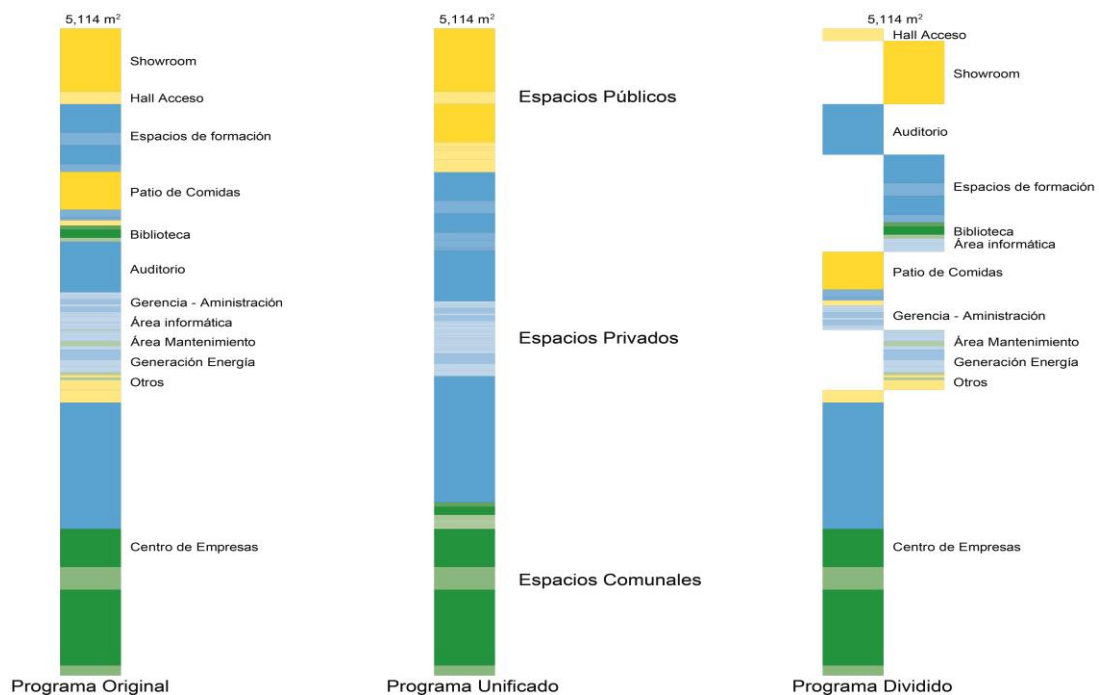 5,114 m²
Showroom
Hall Acceso
Espacios de formación
Patio de Comidas
Biblioteca
Auditorio
Gerencia - Aministración
Área informática
Área Mantenimiento
Generación Energía
Otros
Centro de Empresas
Programa Original
5,114 m²
Espacios Públicos
Espacios Privados
Espacios Comunales
Programa Unificado
5,114 m²
Hall Acceso
Showroom
Auditorio
Espacios de formación
Biblioteca
Área informática
Patio de Comidas
Gerencia - Aministración
Área Mantenimiento
Generación Energía
Otros
Centro de Empresas
Programa Dividido